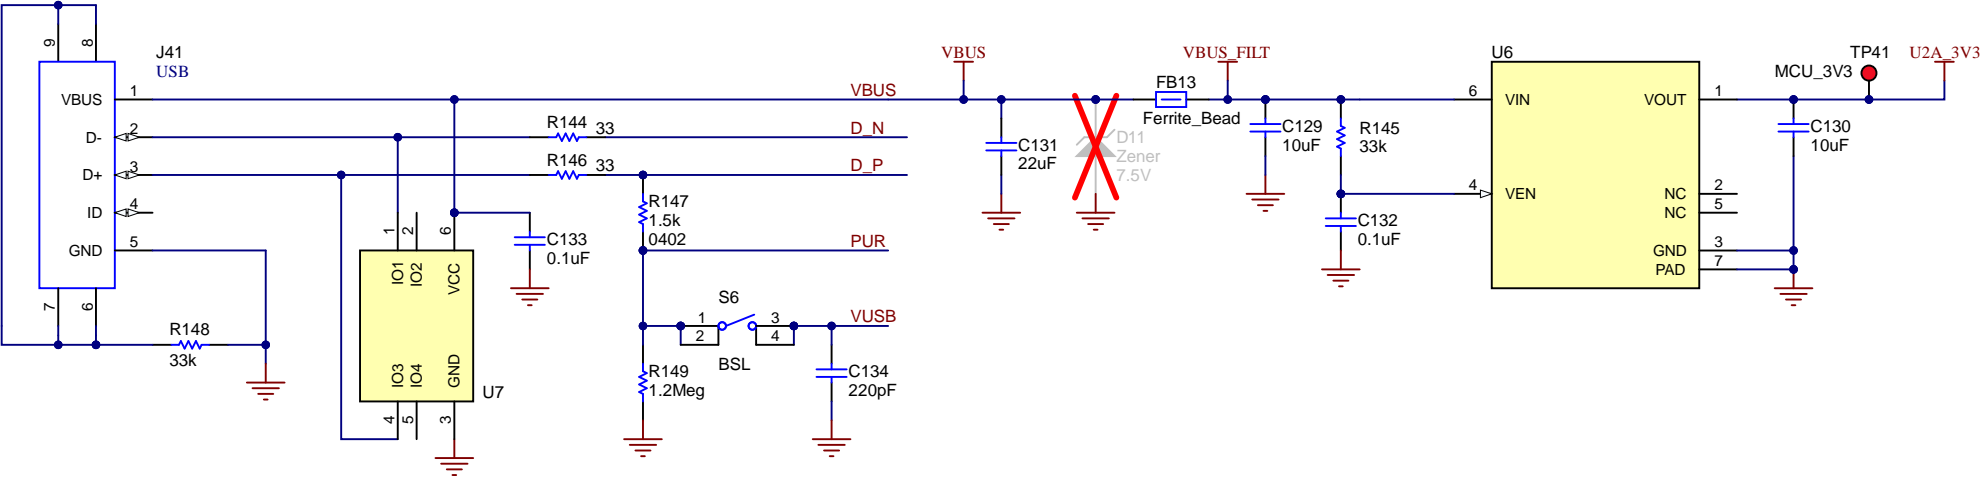 J41
USB
9
8
VBUS
1
D-
2
D+
3
ID
4
GND
5
7
6
R148
33k
R144 33
R146 33
1
2
6
IO1
IO2
VCC
IO3
IO4
GND
4
5
3
U7
C133
0.1uF
R147
1.5k
0402
VBUS
D_N
D_P
PUR
VUSB
S6
1
2
3
4
BSL
R149
1.2Meg
C134
220pF
VBUS
C131
22uF
D11
Zener
7.5V
FB13
Ferrite_Bead
VBUS_FILT
C129
10uF
R145
33k
C132
0.1uF
U6
6
VIN
4
VEN
VOUT
1
NC
2
NC
5
GND
3
PAD
7
TP41
MCU_3V3
U2A_3V3
C130
10uF